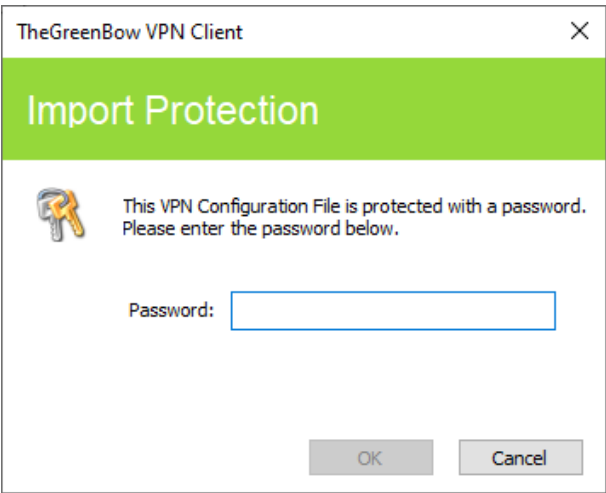 TheGreenBow VPN Client
Import Protection
This VPN Configuration File is protected with a password.
Please enter the password below.
Password:
OK
Cancel